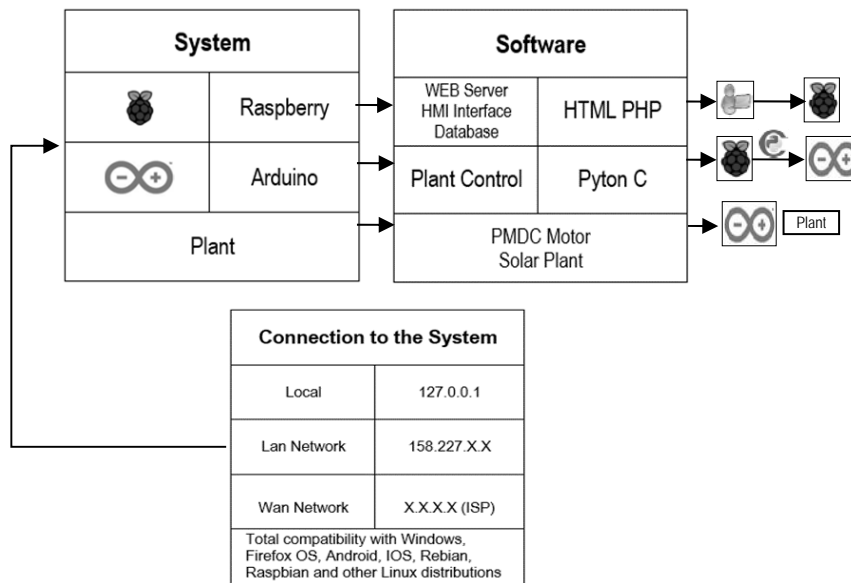 System
Raspberry
Arduino
Plant
Software
WEB Server
HMI Interface
Database
HTML PHP
Plant Control
Pyton C
PMDC Motor
Solar Plant
Plant
Connection to the System
Local
127.0.0.1
Lan Network
158.227.X.X
Wan Network
X.X.X.X (ISP)
Total compatibility with Windows,
Firefox OS, Android, IOS, Rebian,
Raspbian and other Linux distributions